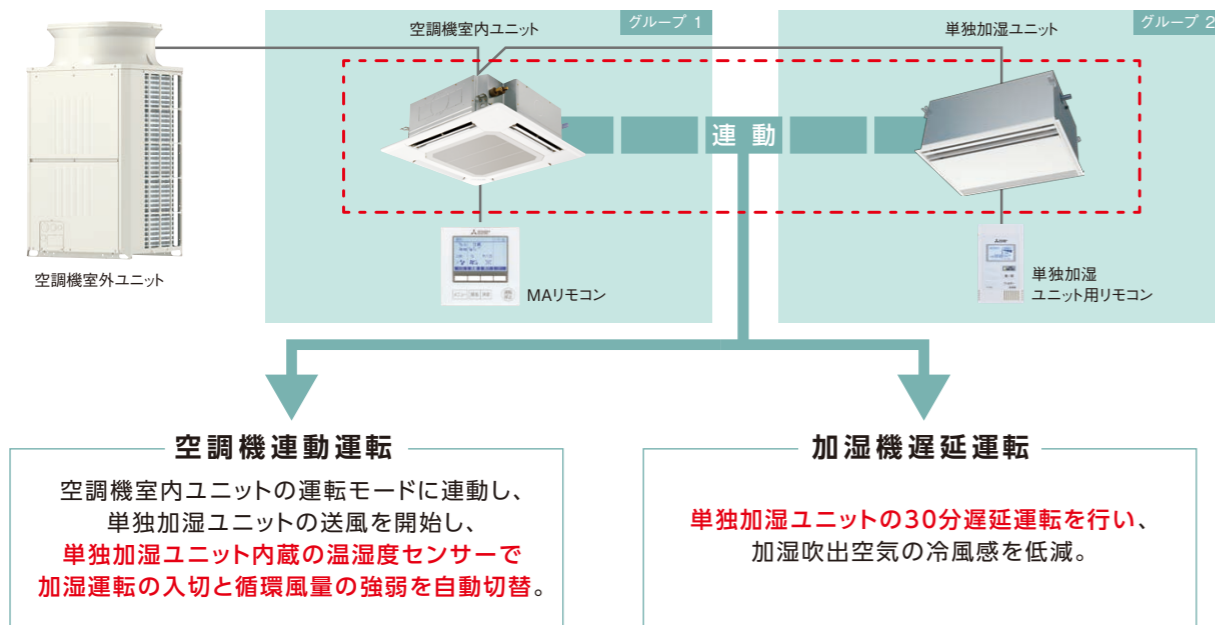 空調機室内ユニット
グループ 1
単独加湿ユニット
グループ 2
連動
空調機室外ユニット
MAリモコン
単独加湿
ユニット用リモコン
空調機連動運転
空調機室内ユニットの運転モードに連動し、
単独加湿ユニットの送風を開始し、
単独加湿ユニット内蔵の温湿度センサーで
加湿運転の入切と循環風量の強弱を自動切替。
加湿機遅延運転
単独加湿ユニットの30分遅延運転を行い、
加湿吹出空気の冷風感を低減。